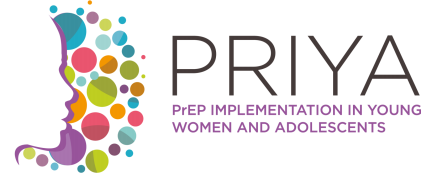 PRIYA
PrEP IMPLEMENTATION IN YOUNG
WOMEN AND ADOLESCENTS